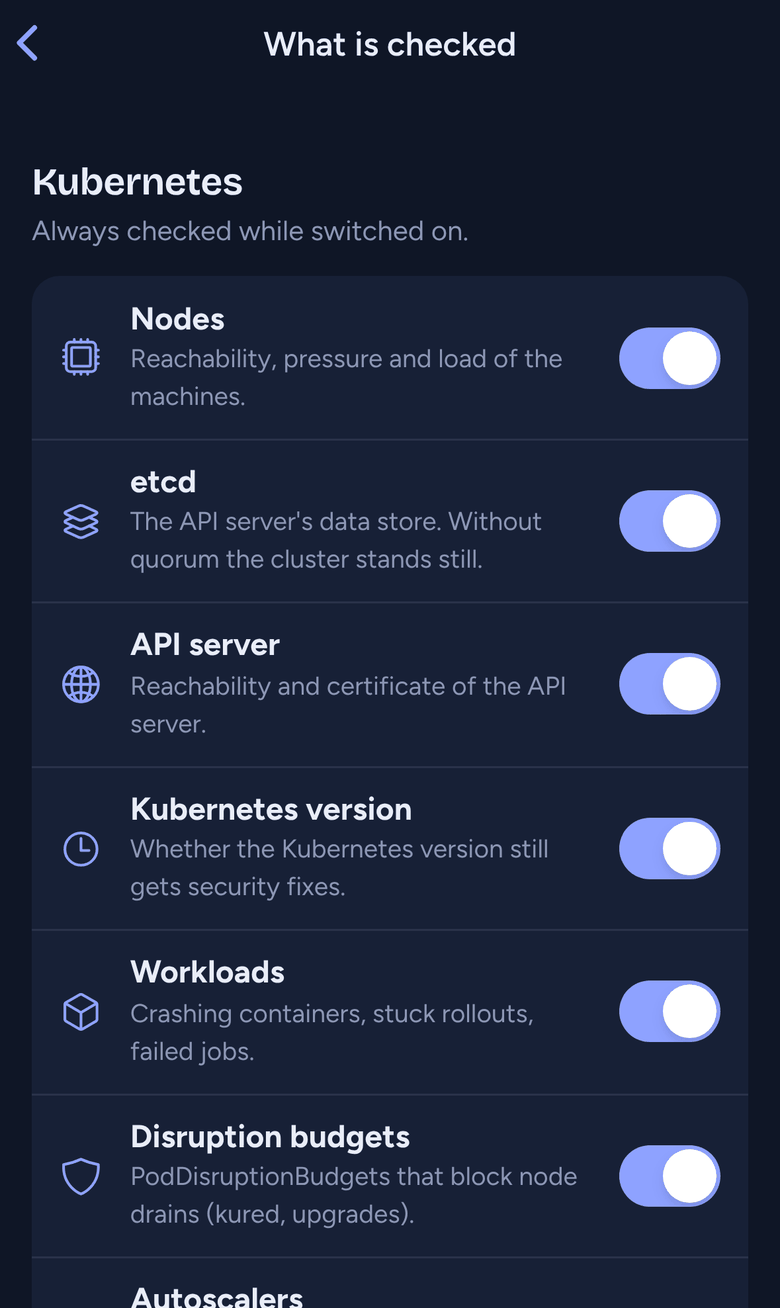 What is checked
Kubernetes
Always checked while switched on.
Nodes
Reachability, pressure and load of the
machines.
etcd
The API server's data store. Without
quorum the cluster stands still.
API server
Reachability and certificate of the API
server.
Kubernetes version
Whether the Kubernetes version still
gets security fixes.
Workloads
Crashing containers, stuck rollouts,
failed jobs.
Disruption budgets
PodDisruptionBudgets that block node
drains (kured, upgrades).
Autoscalers